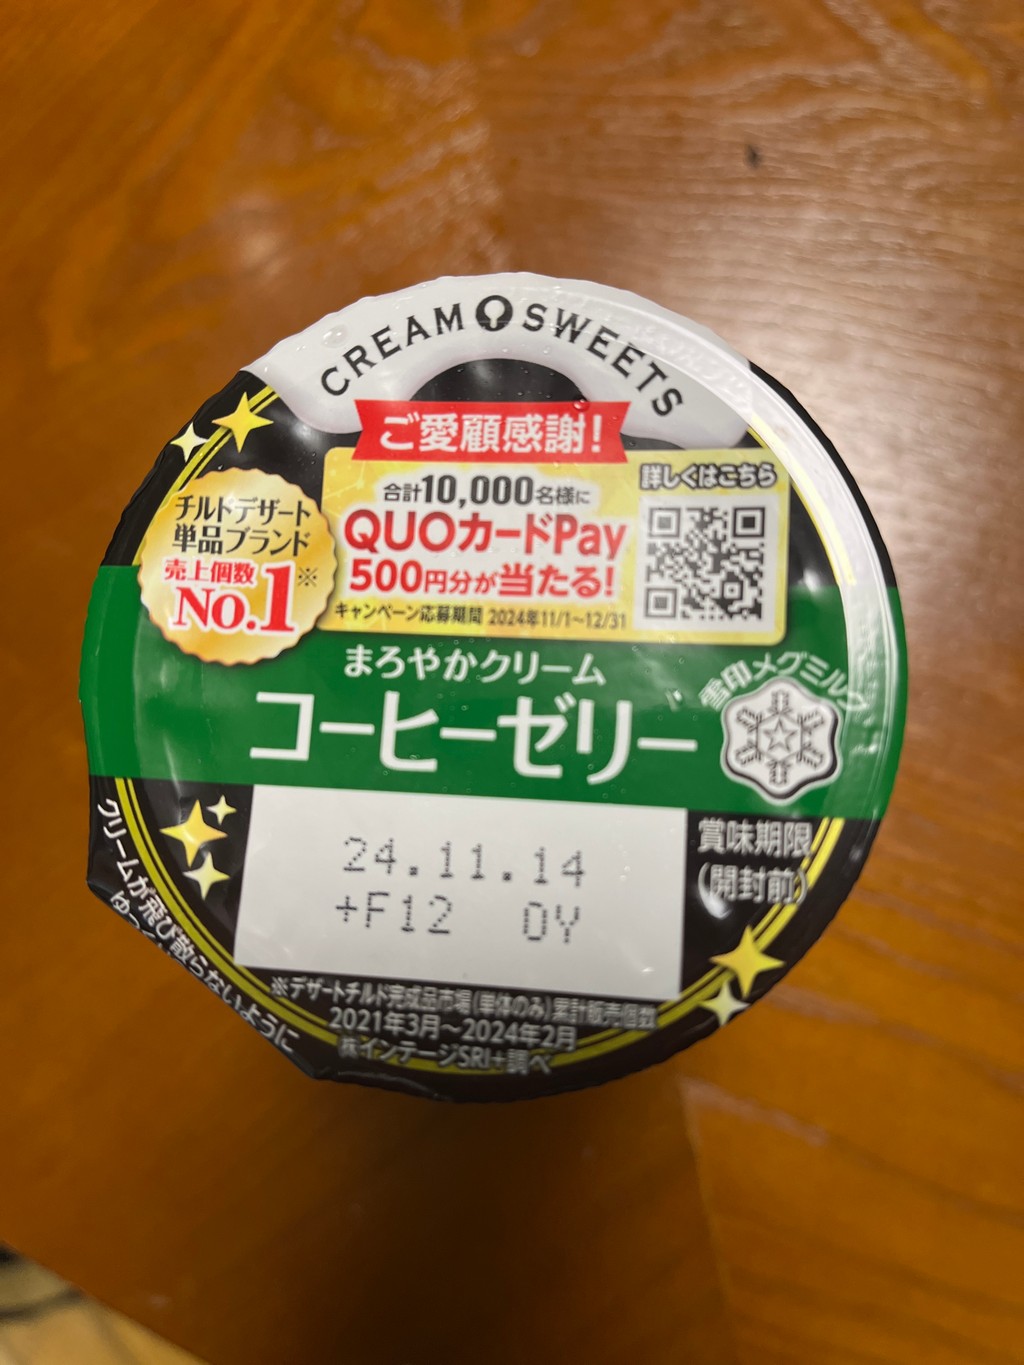 CREAM SWEETS
ご愛顧感謝!
合計10,000名様に
QUOカードPay
500円分が当たる!
キャンペーン応募期間 2024年11/1~12/31
詳しくはこちら
チルドデザート
単品ブランド
売上個数※
No.1
まろやかクリーム
コーヒーゼリー
雪印メグミルク
24.11.14
+F12 0Y
賞味期限
(開封前)
クリームが飛び散らないように
※デザートチルド完成品市場(単体のみ)累計販売個数
2021年3月~2024年2月
㈱インテージSRI+調べ